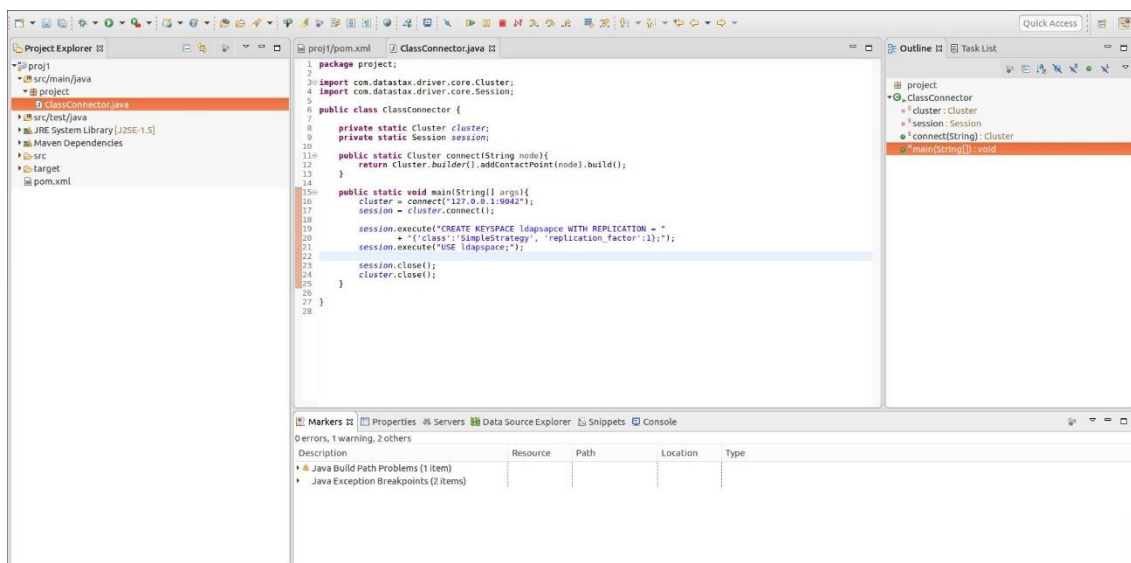 Quick Access
Project Explorer
proj1
src/main/java
project
ClassConnector.java
src/test/java
JRE System Library [J2SE-1.5]
Maven Dependencies
src
target
pom.xml
proj1/pom.xml
ClassConnector.java
1 package project;
2
3 import com.datastax.driver.core.Cluster;
4 import com.datastax.driver.core.Session;
5
6 public class ClassConnector {
7
8 private static Cluster cluster;
9 private static Session session;
10
11 public static Cluster connect(String node){
12 return Cluster.builder().addContactPoint(node).build();
13 }
14
15 public static void main(String[] args){
16 cluster = connect("127.0.0.1:9042");
17 session = cluster.connect();
18
19 session.execute("CREATE KEYSPACE ldapsapce WITH REPLICATION = "
20 + "{'class':'SimpleStrategy', 'replication_factor':1};");
21 session.execute("USE ldapspace;");
22
23 session.close();
24 cluster.close();
25 }
26
27 }
28
Outline
Task List
project
ClassConnector
cluster : Cluster
session : Session
connect(String) : Cluster
main(String[]) : void
Markers
Properties
Servers
Data Source Explorer
Snippets
Console
0 errors, 1 warning, 2 others
Description Resource Path Location Type
Java Build Path Problems (1 item)
Java Exception Breakpoints (2 items)